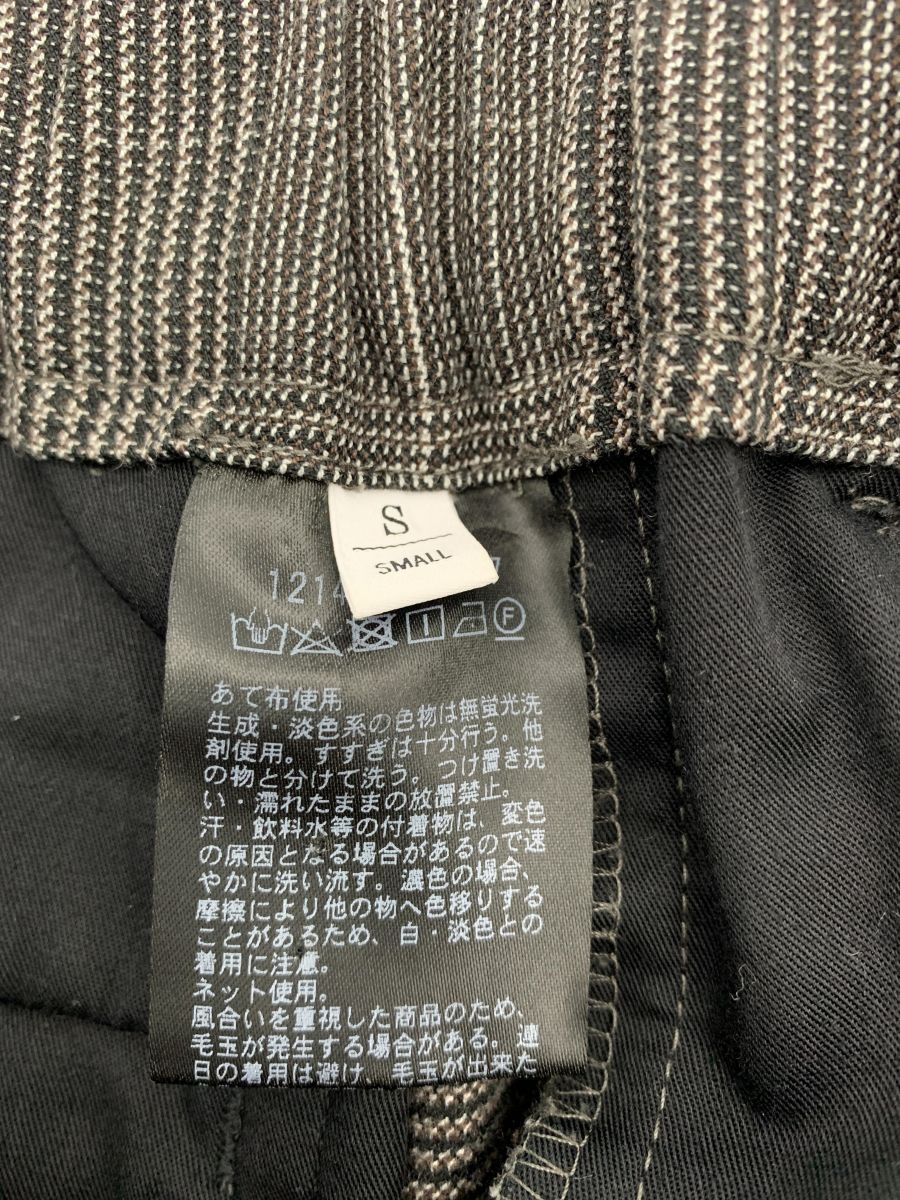 S
SMALL
1214
F
あて布使用
生成・淡色系の色物は無蛍光洗
剤使用。すすぎは十分行う。他
の物と分けて洗う。つけ置き洗
い・濡れたままの放置禁止。
汗・飲料水等の付着物は、変色
の原因となる場合があるので速
やかに洗い流す。濃色の場合、
摩擦により他の物へ色移りする
ことがあるため、白・淡色との
着用に注意。
ネット使用。
風合いを重視した商品のため、
毛玉が発生する場合がある。連
日の着用は避け、毛玉が出来た